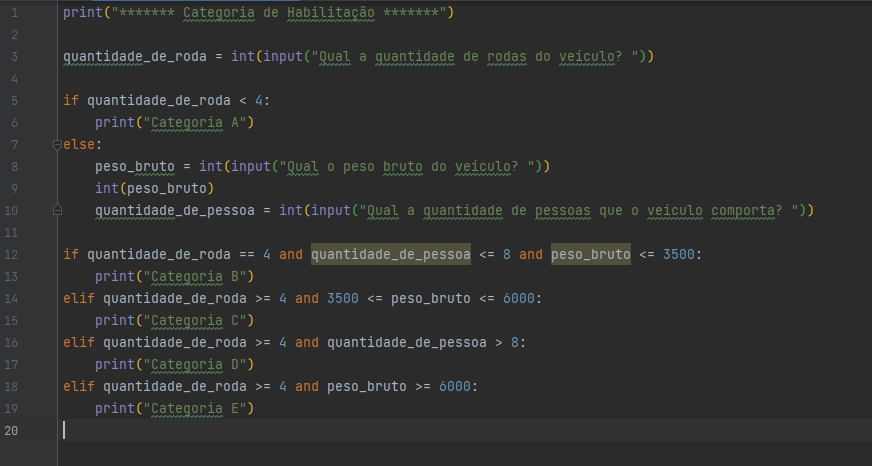 1 print("******* Categoria de Habilitação *******")
2
3 quantidade_de_roda = int(input("Qual a quantidade de rodas do veículo? "))
4
5 if quantidade_de_roda < 4:
6     print("Categoria A")
7 else:
8     peso_bruto = int(input("Qual o peso bruto do veículo? "))
9     int(peso_bruto)
10     quantidade_de_pessoa = int(input("Qual a quantidade de pessoas que o veículo comporta? "))
11
12 if quantidade_de_roda == 4 and quantidade_de_pessoa <= 8 and peso_bruto <= 3500:
13     print("Categoria B")
14 elif quantidade_de_roda >= 4 and 3500 <= peso_bruto <= 6000:
15     print("Categoria C")
16 elif quantidade_de_roda >= 4 and quantidade_de_pessoa > 8:
17     print("Categoria D")
18 elif quantidade_de_roda >= 4 and peso_bruto >= 6000:
19     print("Categoria E")
20